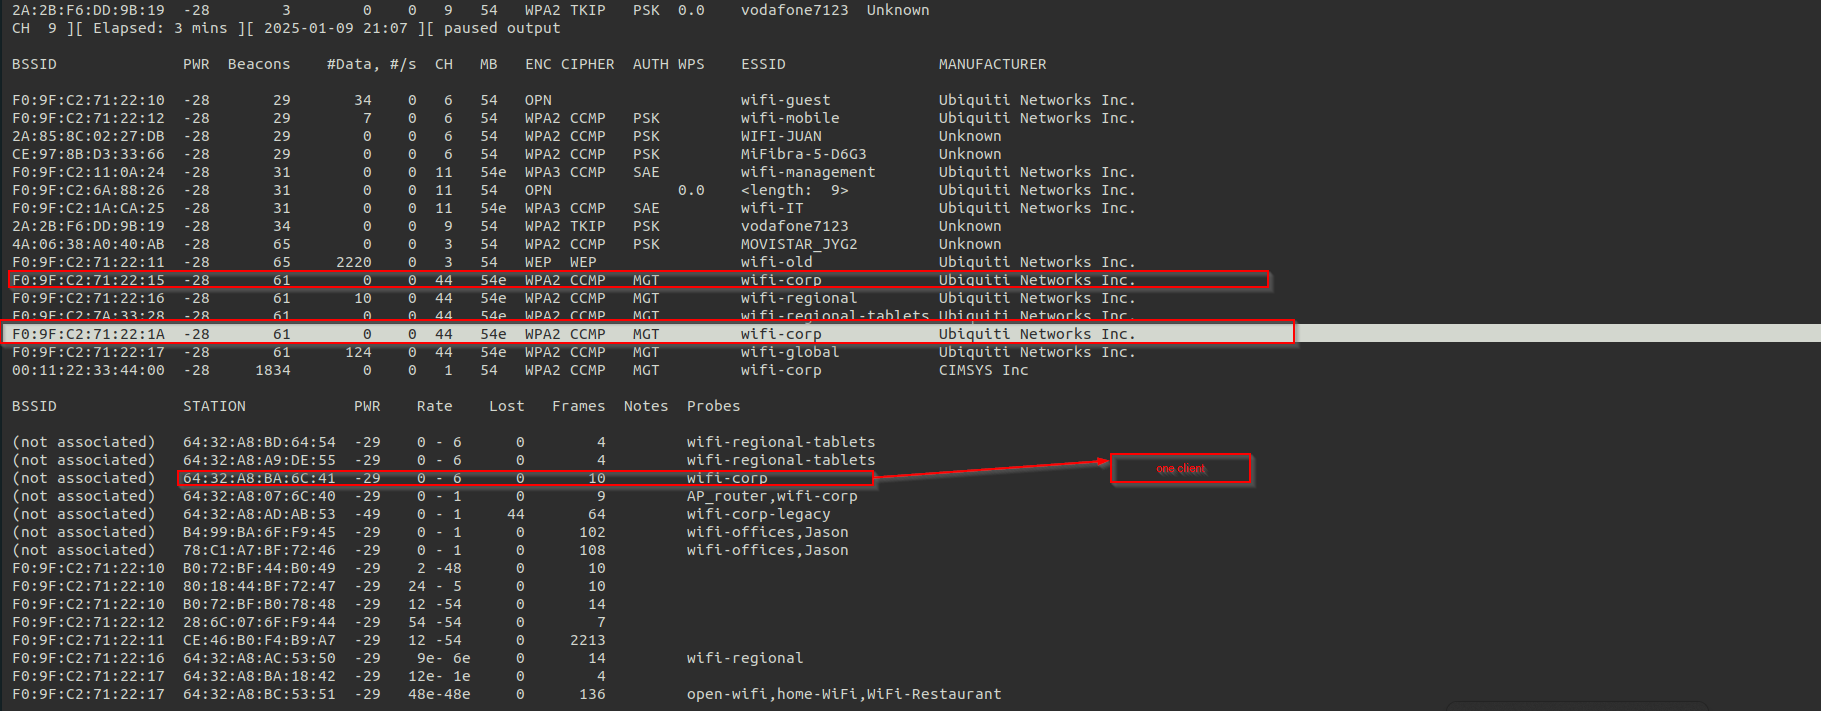 2A:2B:F6:DD:9B:19 -28 3 0 0 9 54 WPA2 TKIP PSK 0.0 vodafone7123 Unknown
CH 9 ][ Elapsed: 3 mins ][ 2025-01-09 21:07 ][ paused output
BSSID PWR Beacons #Data, #/s CH MB ENC CIPHER AUTH WPS ESSID MANUFACTURER
F0:9F:C2:71:22:10 -28 29 34 0 6 54 OPN wifi-guest Ubiquiti Networks Inc.
F0:9F:C2:71:22:12 -28 29 7 0 6 54 WPA2 CCMP PSK wifi-mobile Ubiquiti Networks Inc.
2A:85:8C:02:27:DB -28 29 0 0 6 54 WPA2 CCMP PSK WIFI-JUAN Unknown
CE:97:8B:D3:33:66 -28 29 0 0 6 54 WPA2 CCMP PSK MiFibra-5-D6G3 Unknown
F0:9F:C2:11:0A:24 -28 31 0 0 11 54e WPA3 CCMP SAE wifi-management Ubiquiti Networks Inc.
F0:9F:C2:6A:88:26 -28 31 0 0 11 54 OPN 0.0 <length: 9> Ubiquiti Networks Inc.
F0:9F:C2:1A:CA:25 -28 31 0 0 11 54e WPA3 CCMP SAE wifi-IT Ubiquiti Networks Inc.
2A:2B:F6:DD:9B:19 -28 34 0 0 9 54 WPA2 TKIP PSK vodafone7123 Unknown
4A:06:38:A0:40:AB -28 65 0 0 3 54 WPA2 CCMP PSK MOVISTAR_JYG2 Unknown
F0:9F:C2:71:22:11 -28 65 2220 0 3 54 WEP WEP wifi-old Ubiquiti Networks Inc.
F0:9F:C2:71:22:15 -28 61 0 0 44 54e WPA2 CCMP MGT wifi-corp Ubiquiti Networks Inc.
F0:9F:C2:71:22:16 -28 61 10 0 44 54e WPA2 CCMP MGT wifi-regional Ubiquiti Networks Inc.
F0:9F:C2:7A:33:28 -28 61 0 0 44 54e WPA2 CCMP MGT wifi-regional-tablets Ubiquiti Networks Inc.
F0:9F:C2:71:22:1A -28 61 0 0 44 54e WPA2 CCMP MGT wifi-corp Ubiquiti Networks Inc.
F0:9F:C2:71:22:17 -28 61 124 0 44 54e WPA2 CCMP MGT wifi-global Ubiquiti Networks Inc.
00:11:22:33:44:00 -28 1834 0 0 1 54 WPA2 CCMP MGT wifi-corp CIMSYS Inc
BSSID STATION PWR Rate Lost Frames Notes Probes
(not associated) 64:32:A8:BD:64:54 -29 0 - 6 0 4 wifi-regional-tablets
(not associated) 64:32:A8:A9:DE:55 -29 0 - 6 0 4 wifi-regional-tablets
(not associated) 64:32:A8:BA:6C:41 -29 0 - 6 0 10 wifi-corp one client
(not associated) 64:32:A8:07:6C:40 -29 0 - 1 0 9 AP_router,wifi-corp
(not associated) 64:32:A8:AD:AB:53 -49 0 - 1 44 64 wifi-corp-legacy
(not associated) B4:99:BA:6F:F9:45 -29 0 - 1 0 102 wifi-offices,Jason
(not associated) 78:C1:A7:BF:72:46 -29 0 - 1 0 108 wifi-offices,Jason
F0:9F:C2:71:22:10 B0:72:BF:44:B0:49 -29 2 -48 0 10
F0:9F:C2:71:22:10 80:18:44:BF:72:47 -29 24 - 5 0 10
F0:9F:C2:71:22:10 B0:72:BF:B0:78:48 -29 12 -54 0 14
F0:9F:C2:71:22:12 28:6C:07:6F:F9:44 -29 54 -54 0 7
F0:9F:C2:71:22:11 CE:46:B0:F4:B9:A7 -29 12 -54 0 2213
F0:9F:C2:71:22:16 64:32:A8:AC:53:50 -29 9e- 6e 0 14 wifi-regional
F0:9F:C2:71:22:17 64:32:A8:BA:18:42 -29 12e- 1e 0 4
F0:9F:C2:71:22:17 64:32:A8:BC:53:51 -29 48e-48e 0 136 open-wifi,home-WiFi,WiFi-Restaurant